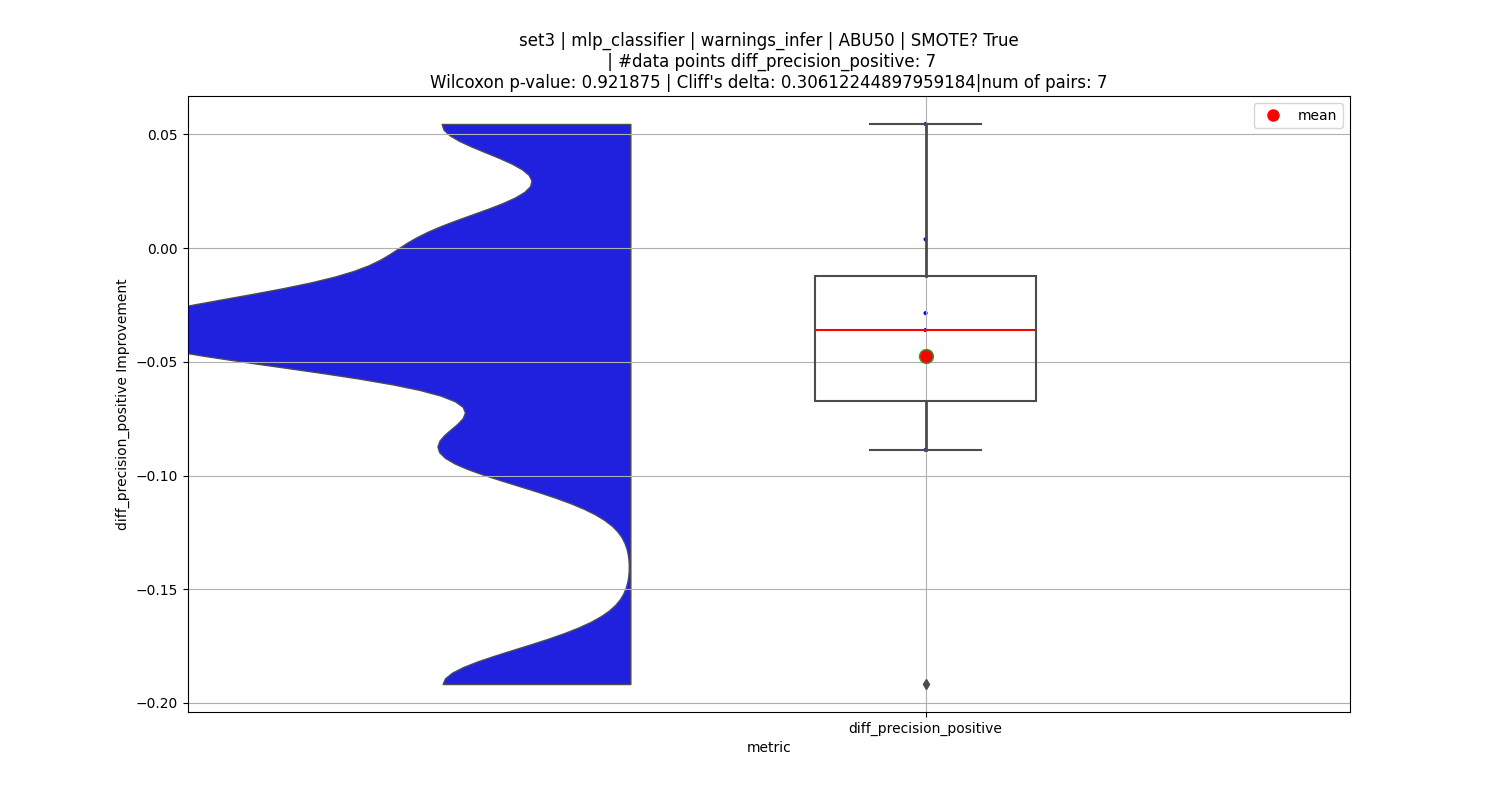 set3 | mlp_classifier | warnings_infer | ABU50 | SMOTE? True
| #data points diff_precision_positive: 7
Wilcoxon p-value: 0.921875 | Cliff's delta: 0.30612244897959184|num of pairs: 7
mean
0.05
0.00
−0.05
−0.10
−0.15
−0.20
diff_precision_positive Improvement
diff_precision_positive
metric